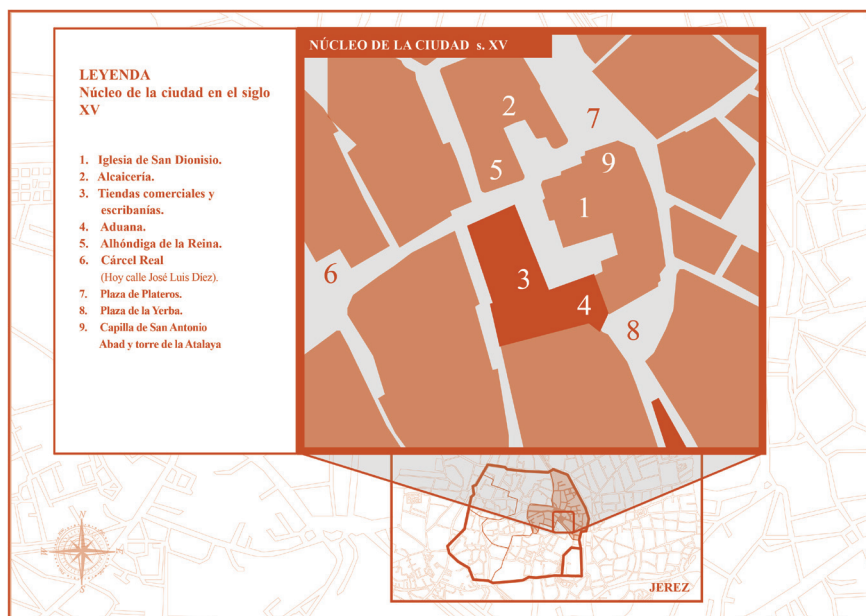 NÚCLEO DE LA CIUDAD s. XV
LEYENDA
Núcleo de la ciudad en el siglo
XV
1. Iglesia de San Dionisio.
2. Alcaicería.
3. Tiendas comerciales y
escribanías.
4. Aduana.
5. Alhóndiga de la Reina.
6. Cárcel Real
(Hoy calle José Luis Díez).
7. Plaza de Plateros.
8. Plaza de la Yerba.
9. Capilla de San Antonio
Abad y torre de la Atalaya
2
7
5
9
1
6
3
4
8
JEREZ
N
S